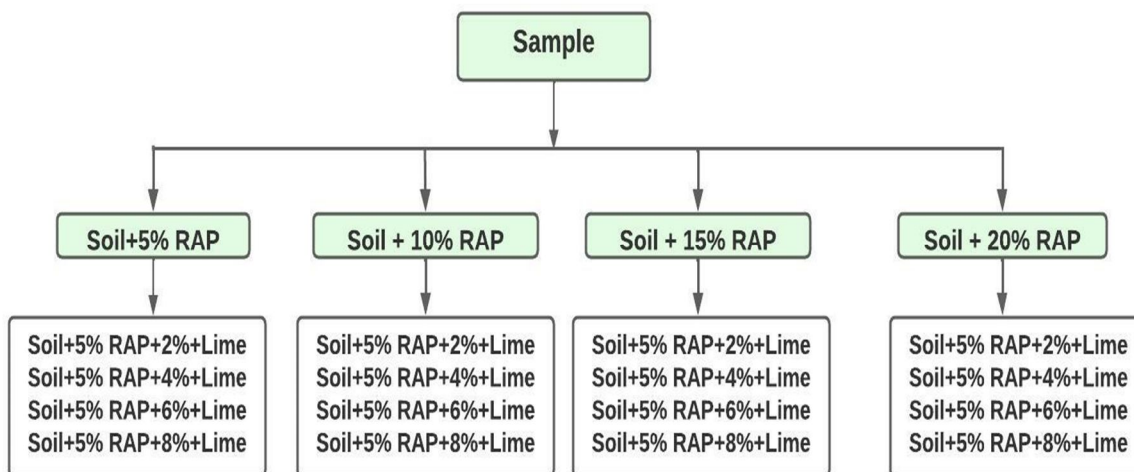 Sample
Soil+5% RAP
Soil + 10% RAP
Soil + 15% RAP
Soil + 20% RAP
Soil+5% RAP+2%+Lime
Soil+5% RAP+4%+Lime
Soil+5% RAP+6%+Lime
Soil+5% RAP+8%+Lime
Soil+5% RAP+2%+Lime
Soil+5% RAP+4%+Lime
Soil+5% RAP+6%+Lime
Soil+5% RAP+8%+Lime
Soil+5% RAP+2%+Lime
Soil+5% RAP+4%+Lime
Soil+5% RAP+6%+Lime
Soil+5% RAP+8%+Lime
Soil+5% RAP+2%+Lime
Soil+5% RAP+4%+Lime
Soil+5% RAP+6%+Lime
Soil+5% RAP+8%+Lime